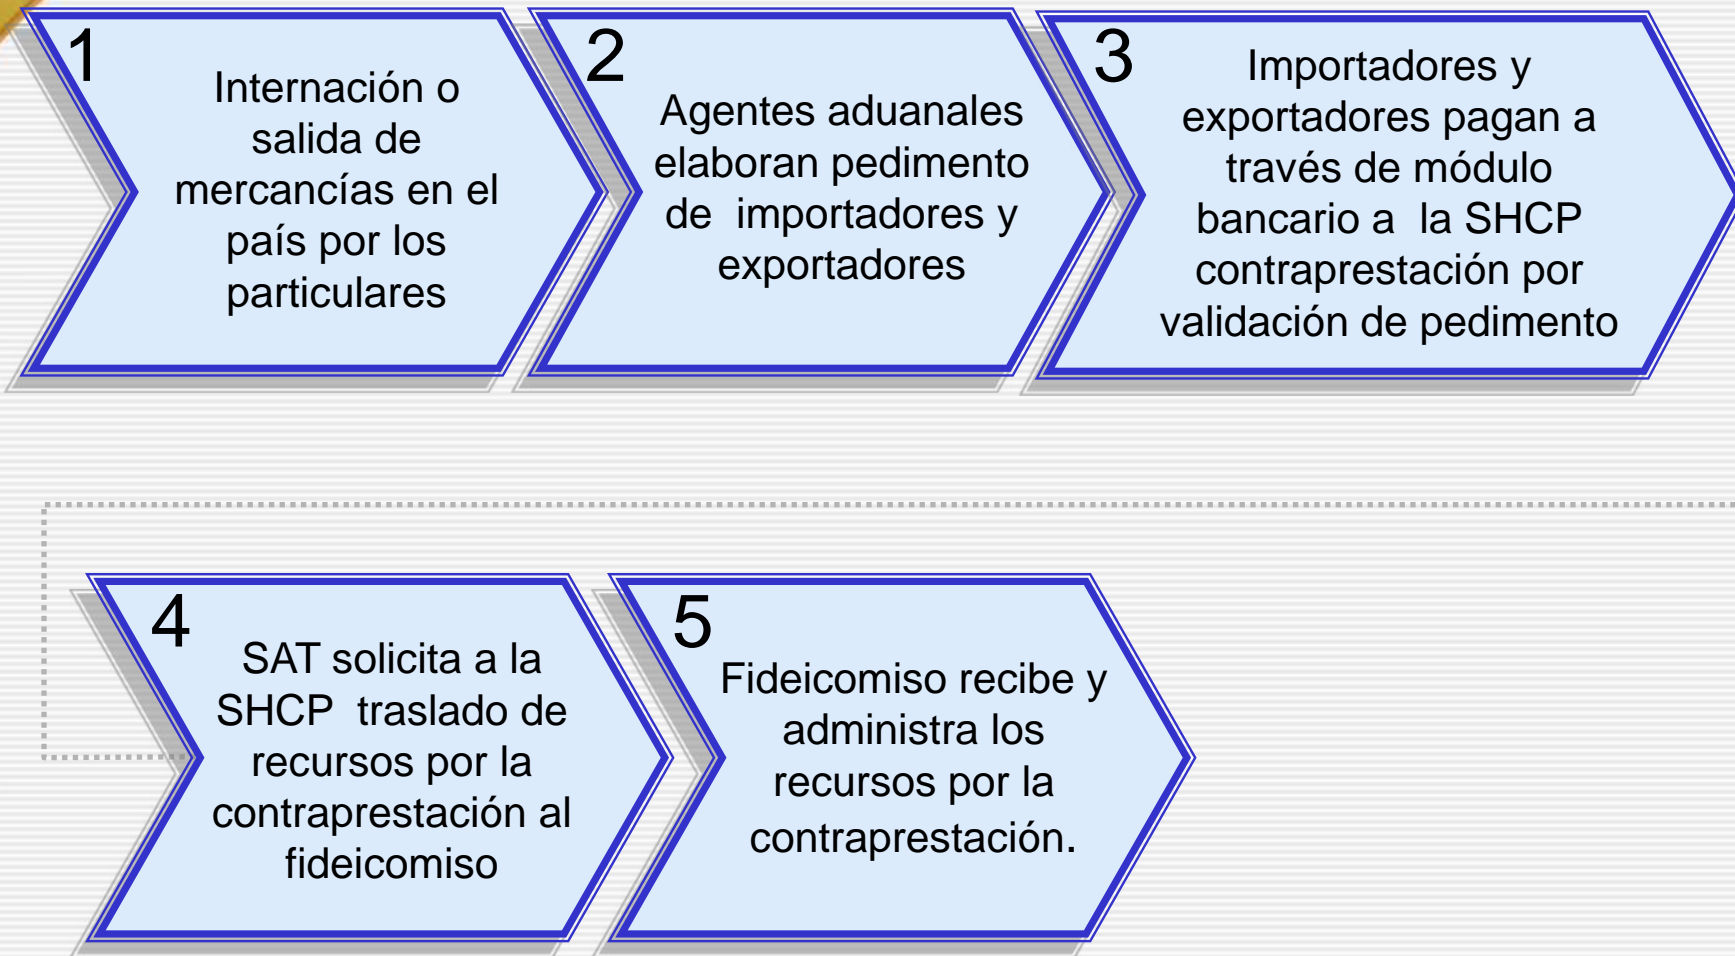 1
Internación o
salida de
mercancías en el
país por los
particulares
2
Agentes aduanales
elaboran pedimento
de importadores y
exportadores
3
Importadores y
exportadores pagan a
través de módulo
bancario a la SHCP
contraprestación por
validación de pedimento
4
SAT solicita a la
SHCP traslado de
recursos por la
contraprestación al
fideicomiso
5
Fideicomiso recibe y
administra los
recursos por la
contraprestación.